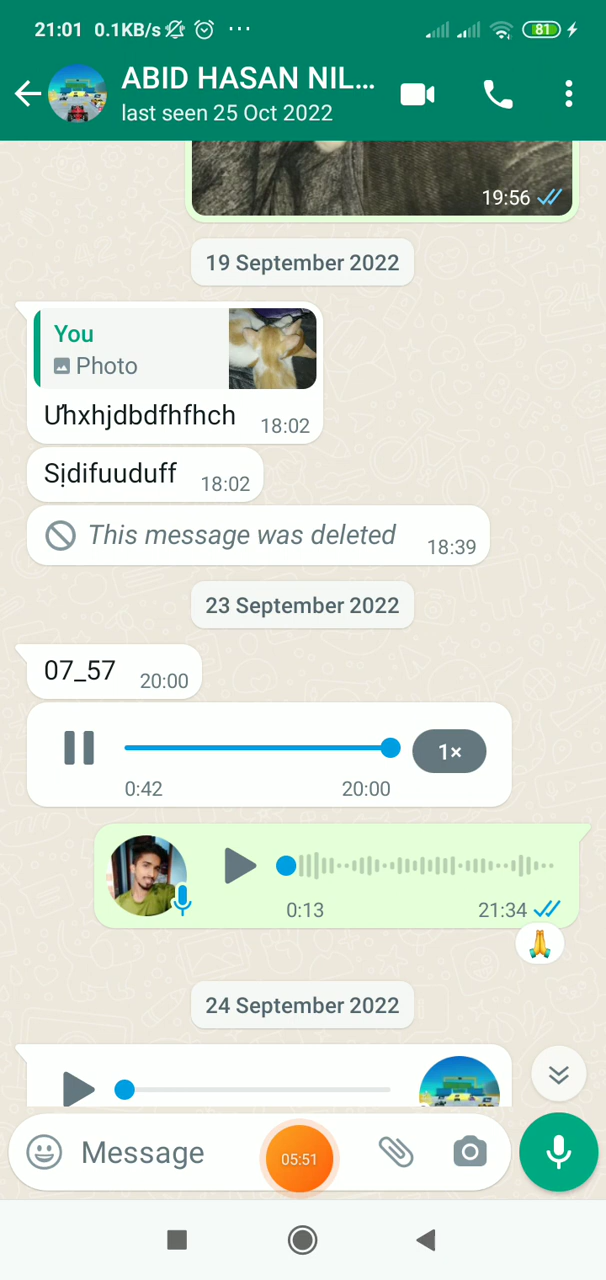 21:01 0.1KB/s ... 81
ABID HASAN NIL...
last seen 25 Oct 2022
19:56
19 September 2022
You
Photo
Ưhxhjdbdfhfhch 18:02
Sịdifuuduff 18:02
This message was deleted 18:39
23 September 2022
07_57 20:00
1×
0:42 20:00
0:13 21:34
24 September 2022
Message 05:51